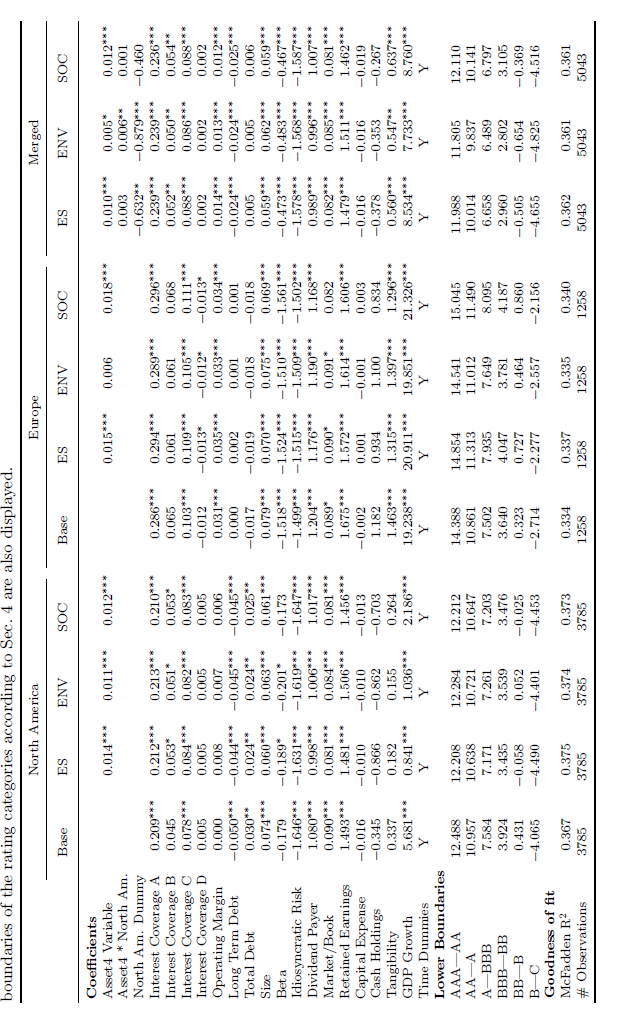 boundaries of the rating categories according to Sec. 4 are also displayed.
North America Europe Merged
Base ES ENV SOC Base ES ENV SOC ES ENV SOC
Coefficients
Asset4 Variable 0.014*** 0.011*** 0.012*** 0.015*** 0.006 0.018*** 0.010*** 0.005* 0.012***
Asset4 * North Am. 0.003 0.006** 0.001
North Am. Dummy −0.632** −0.879*** −0.460
Interest Coverage A 0.209*** 0.212*** 0.213*** 0.210*** 0.286*** 0.294*** 0.289*** 0.296*** 0.239*** 0.239*** 0.236***
Interest Coverage B 0.045 0.053* 0.051* 0.053* 0.065 0.061 0.061 0.068 0.052** 0.050** 0.054**
Interest Coverage C 0.078*** 0.084*** 0.082*** 0.083*** 0.103*** 0.109*** 0.105*** 0.111*** 0.088*** 0.086*** 0.088***
Interest Coverage D 0.005 0.005 0.005 0.005 −0.012 −0.013* −0.012* −0.013* 0.002 0.002 0.002
Operating Margin 0.000 0.008 0.007 0.006 0.031*** 0.035*** 0.033*** 0.034*** 0.014*** 0.013*** 0.012***
Long Term Debt −0.050*** −0.044*** −0.045*** −0.045*** 0.000 0.002 0.001 0.001 −0.024*** −0.024*** −0.025***
Total Debt 0.030** 0.024** 0.024** 0.025** −0.017 −0.019 −0.018 −0.018 0.005 0.005 0.006
Size 0.074*** 0.060*** 0.063*** 0.061*** 0.079*** 0.070*** 0.075*** 0.069*** 0.059*** 0.062*** 0.059***
Beta −0.179 −0.189* −0.201* −0.173 −1.518*** −1.524*** −1.510*** −1.561*** −0.473*** −0.483*** −0.467***
Idiosyncratic Risk −1.646*** −1.631*** −1.619*** −1.647*** −1.499*** −1.515*** −1.509*** −1.502*** −1.578*** −1.568*** −1.587***
Dividend Payer 1.080*** 0.998*** 1.006*** 1.017*** 1.204*** 1.176*** 1.190*** 1.168*** 0.989*** 0.996*** 1.007***
Market/Book 0.090*** 0.081*** 0.084*** 0.081*** 0.089* 0.090* 0.091* 0.082 0.082*** 0.085*** 0.081***
Retained Earnings 1.493*** 1.481*** 1.506*** 1.456*** 1.675*** 1.572*** 1.614*** 1.606*** 1.479*** 1.511*** 1.462***
Capital Expense −0.016 −0.010 −0.010 −0.013 −0.002 0.001 −0.001 0.003 −0.016 −0.016 −0.019
Cash Holdings −0.345 −0.866 −0.862 −0.703 1.182 0.934 1.100 0.834 −0.378 −0.353 −0.267
Tangibility 0.337 0.182 0.155 0.264 1.463*** 1.315*** 1.397*** 1.296*** 0.560*** 0.547** 0.637***
GDP Growth 5.681*** 0.841*** 1.036*** 2.186*** 19.238*** 20.911*** 19.851*** 21.326*** 8.534*** 7.733*** 8.760***
Time Dummies Y Y Y Y Y Y Y Y Y Y Y
Lower Boundaries
AAA—AA 12.488 12.208 12.284 12.212 14.388 14.854 14.541 15.045 11.988 11.805 12.110
AA—A 10.957 10.638 10.721 10.647 10.861 11.313 11.012 11.490 10.014 9.837 10.141
A—BBB 7.584 7.171 7.261 7.203 7.502 7.935 7.649 8.095 6.658 6.489 6.797
BBB—BB 3.924 3.435 3.539 3.476 3.640 4.047 3.781 4.187 2.960 2.802 3.105
BB—B 0.431 −0.058 0.052 −0.025 0.323 0.727 0.464 0.860 −0.505 −0.654 −0.369
B—C −4.065 −4.490 −4.401 −4.453 −2.714 −2.277 −2.557 −2.156 −4.655 −4.825 −4.516
Goodness of fit
McFadden R² 0.367 0.375 0.374 0.373 0.334 0.337 0.335 0.340 0.362 0.361 0.361
# Observations 3785 3785 3785 3785 1258 1258 1258 1258 5043 5043 5043